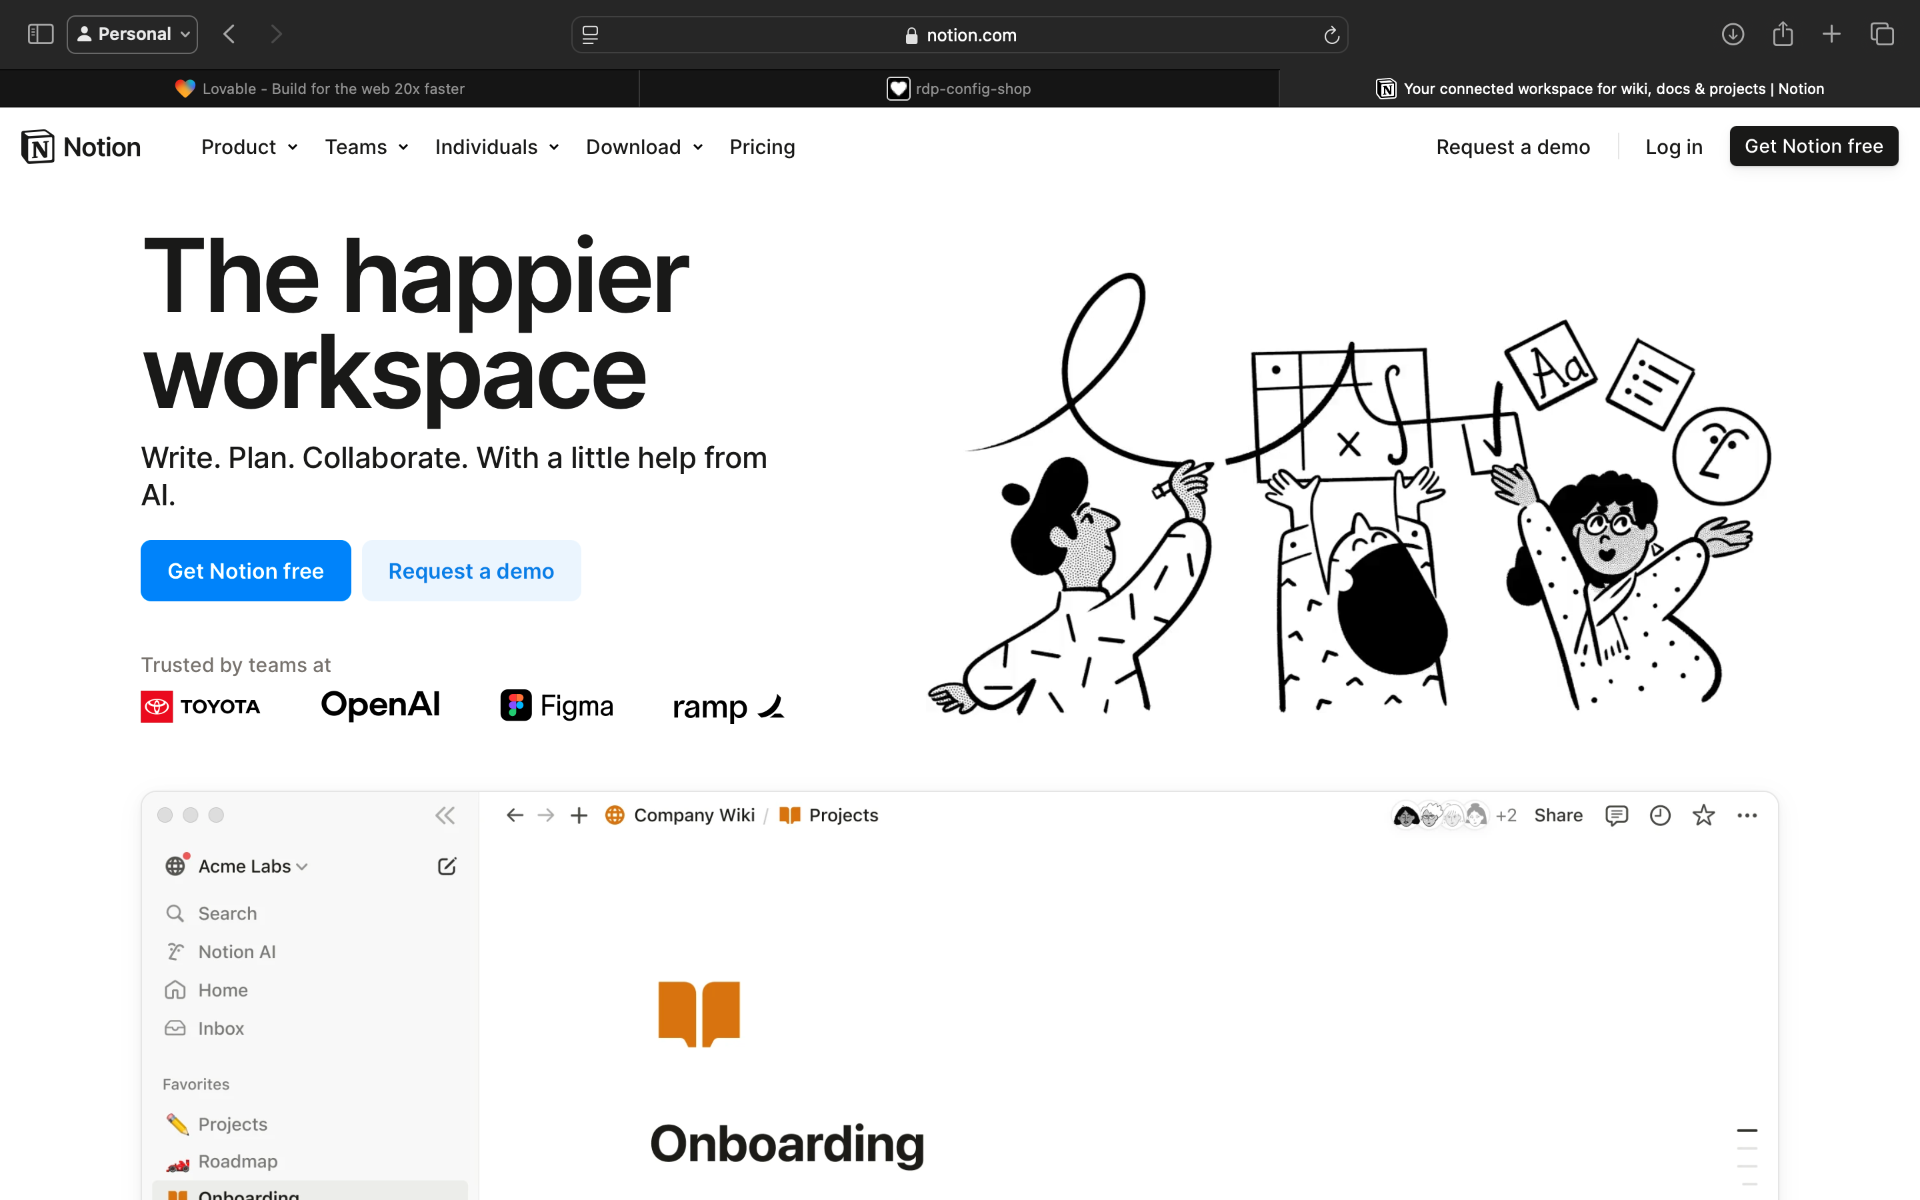 Personal
notion.com
Lovable - Build for the web 20x faster
rdp-config-shop
Your connected workspace for wiki, docs & projects | Notion
Notion
Product
Teams
Individuals
Download
Pricing
Request a demo
Log in
Get Notion free
The happier
workspace
Write. Plan. Collaborate. With a little help from
AI.
Get Notion free
Request a demo
Trusted by teams at
TOYOTA
OpenAI
Figma
ramp
Aa
x
Company Wiki / Projects
+2
Share
Acme Labs
Search
Notion AI
Home
Inbox
Favorites
Projects
Roadmap
Onboarding
Onboarding